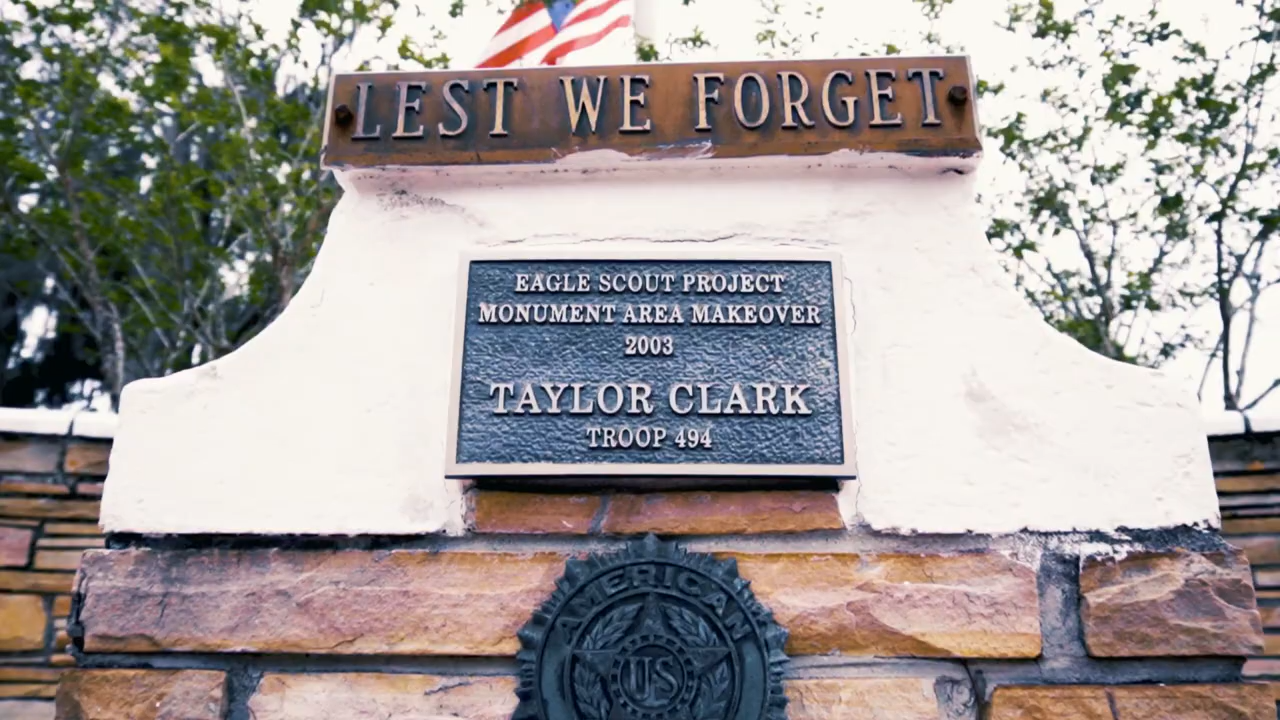 LEST WE FORGET
EAGLE SCOUT PROJECT
MONUMENT AREA MAKEOVER
2003
TAYLOR CLARK
TROOP 494
AMERICAN
US